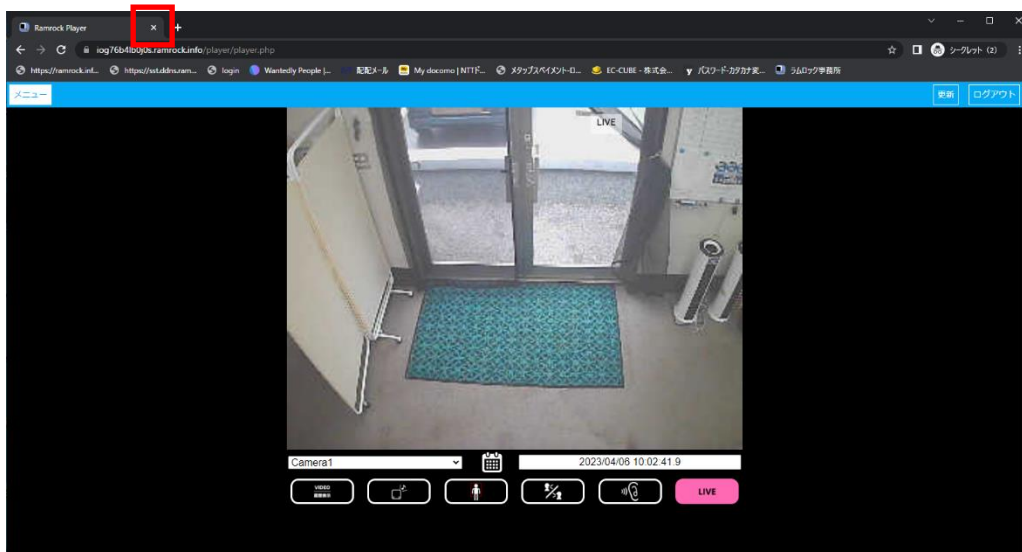 Ramrock Player
iog76b4lb0j0s.ramrock.info/player/player.php
シークレット (2)
https://ramrock.inf...
https://sst.ddns.ram...
login
Wantedly People |...
配配メール
My docomo | NTTド...
メタップスペイメント-ロ...
EC-CUBE - 株式会...
パスワード-カタカナ変...
ラムロック事務所
メニュー
更新
ログアウト
LIVE
Camera1
2023/04/06 10:02:41.9
VIDEO
LIVE